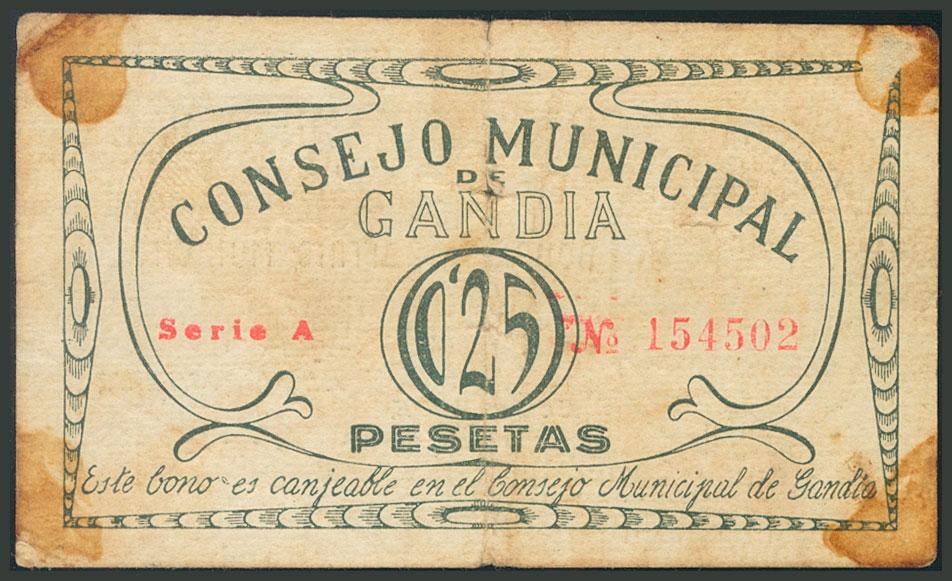 CONSEJO MUNICIPAL
DE
GANDIA
0'25
Serie A
Nº 154502
PESETAS
Este bono es canjeable en el Consejo Municipal de Gandia